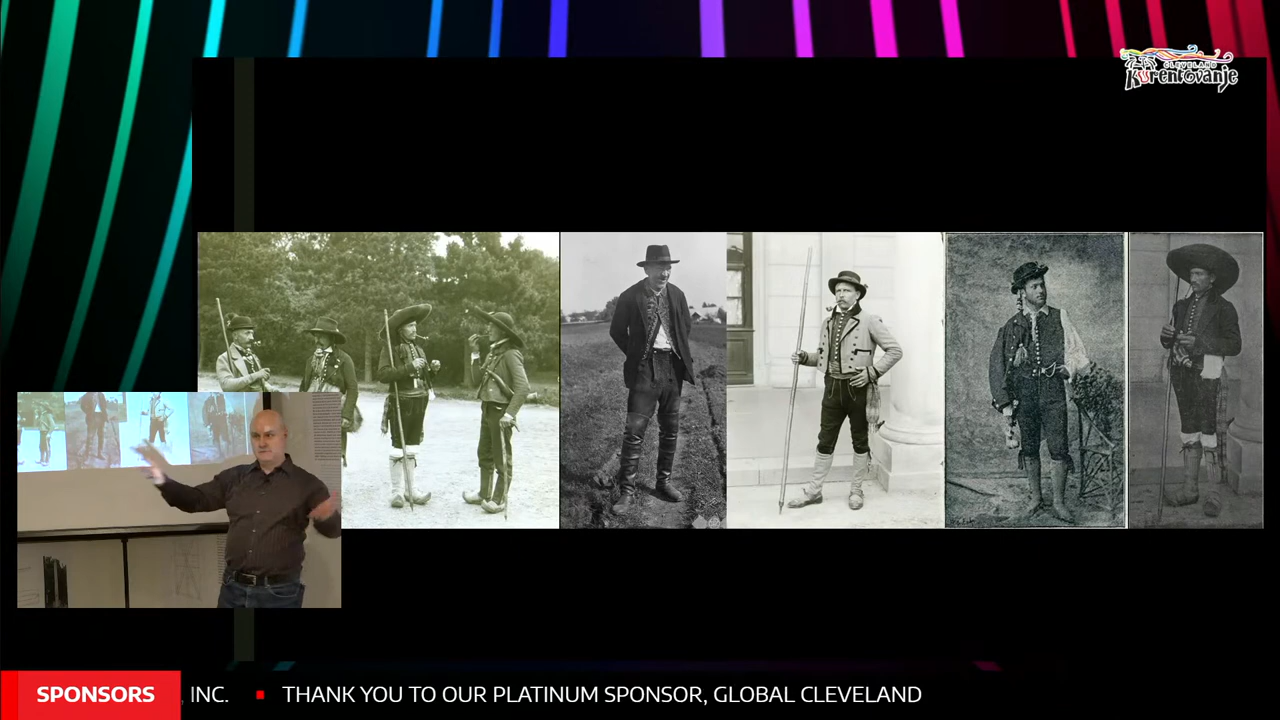 CLEVELAND
Kurentovanje
SPONSORS
, INC. ▪ THANK YOU TO OUR PLATINUM SPONSOR, GLOBAL CLEVELAND